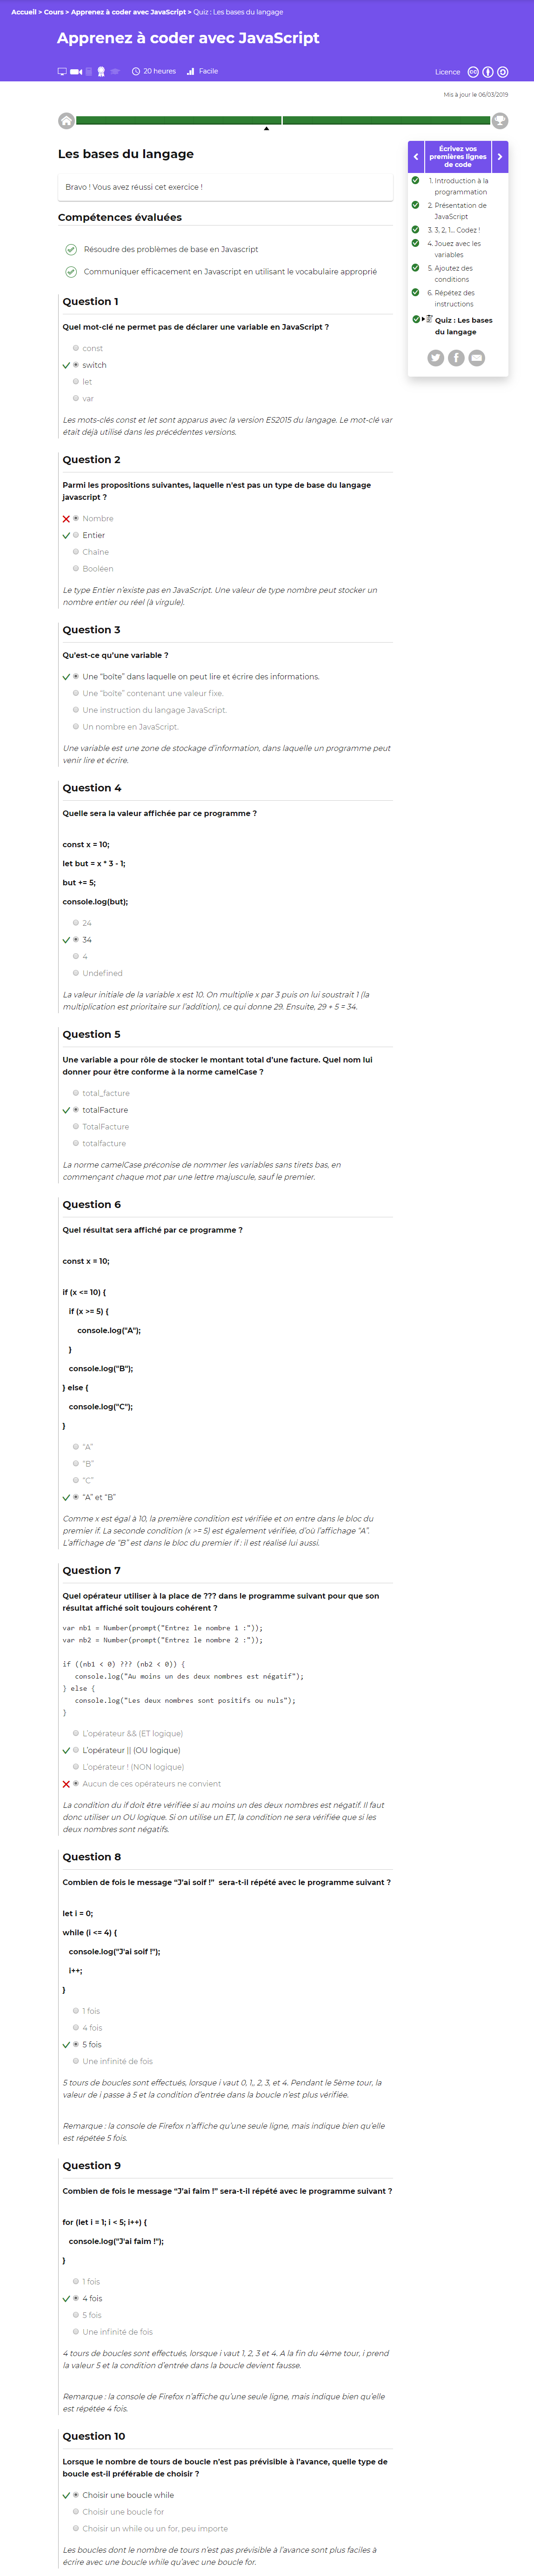 Accueil > Cours > Apprenez à coder avec JavaScript > Quiz : Les bases du langage
Apprenez à coder avec JavaScript
20 heures
Facile
Licence
Mis à jour le 06/03/2019
Les bases du langage
Bravo ! Vous avez réussi cet exercice !
Compétences évaluées
Résoudre des problèmes de base en Javascript
Communiquer efficacement en Javascript en utilisant le vocabulaire approprié
Écrivez vos
premières lignes
de code
1. Introduction à la
programmation
2. Présentation de
JavaScript
3. 3, 2, 1... Codez !
4. Jouez avec les
variables
5. Ajoutez des
conditions
6. Répétez des
instructions
Quiz : Les bases
du langage
Question 1
Quel mot-clé ne permet pas de déclarer une variable en JavaScript ?
const
switch
let
var
Les mots-clés const et let sont apparus avec la version ES2015 du langage. Le mot-clé var
était déjà utilisé dans les précédentes versions.
Question 2
Parmi les propositions suivantes, laquelle n'est pas un type de base du langage
javascript ?
Nombre
Entier
Chaîne
Booléen
Le type Entier n'existe pas en JavaScript. Une valeur de type nombre peut stocker un
nombre entier ou réel (à virgule).
Question 3
Qu'est-ce qu'une variable ?
Une "boîte" dans laquelle on peut lire et écrire des informations.
Une "boîte" contenant une valeur fixe.
Une instruction du langage JavaScript.
Un nombre en JavaScript.
Une variable est une zone de stockage d'information, dans laquelle un programme peut
venir lire et écrire.
Question 4
Quelle sera la valeur affichée par ce programme ?
const x = 10;
let but = x * 3 - 1;
but += 5;
console.log(but);
24
34
4
Undefined
La valeur initiale de la variable x est 10. On multiplie x par 3 puis on lui soustrait 1 (la
multiplication est prioritaire sur l'addition), ce qui donne 29. Ensuite, 29 + 5 = 34.
Question 5
Une variable a pour rôle de stocker le montant total d'une facture. Quel nom lui
donner pour être conforme à la norme camelCase ?
total_facture
totalFacture
TotalFacture
totalfacture
La norme camelCase préconise de nommer les variables sans tirets bas, en
commençant chaque mot par une lettre majuscule, sauf le premier.
Question 6
Quel résultat sera affiché par ce programme ?
const x = 10;
if (x <= 10) {
if (x >= 5) {
console.log("A");
}
console.log("B");
} else {
console.log("C");
}
"A"
"B"
"C"
"A" et "B"
Comme x est égal à 10, la première condition est vérifiée et on entre dans le bloc du
premier if. La seconde condition (x >= 5) est également vérifiée, d'où l'affichage "A".
L'affichage de "B" est dans le bloc du premier if : il est réalisé lui aussi.
Question 7
Quel opérateur utiliser à la place de ??? dans le programme suivant pour que son
résultat affiché soit toujours cohérent ?
var nb1 = Number(prompt("Entrez le nombre 1 :"));
var nb2 = Number(prompt("Entrez le nombre 2 :"));
if ((nb1 < 0) ??? (nb2 < 0)) {
console.log("Au moins un des deux nombres est négatif");
} else {
console.log("Les deux nombres sont positifs ou nuls");
}
L'opérateur && (ET logique)
L'opérateur || (OU logique)
L'opérateur ! (NON logique)
Aucun de ces opérateurs ne convient
La condition du if doit être vérifiée si au moins un des deux nombres est négatif. Il faut
donc utiliser un OU logique. Si on utilise un ET, la condition ne sera vérifiée que si les
deux nombres sont négatifs.
Question 8
Combien de fois le message "J'ai soif !" sera-t-il répété avec le programme suivant ?
let i = 0;
while (i <= 4) {
console.log("J'ai soif !");
i++;
}
1 fois
4 fois
5 fois
Une infinité de fois
5 tours de boucles sont effectués, lorsque i vaut 0, 1,, 2, 3, et 4. Pendant le 5ème tour, la
valeur de i passe à 5 et la condition d'entrée dans la boucle n'est plus vérifiée.
Remarque : la console de Firefox n'affiche qu'une seule ligne, mais indique bien qu'elle
est répétée 5 fois.
Question 9
Combien de fois le message "J'ai faim !" sera-t-il répété avec le programme suivant ?
for (let i = 1; i < 5; i++) {
console.log("J'ai faim !");
}
1 fois
4 fois
5 fois
Une infinité de fois
4 tours de boucles sont effectués, lorsque i vaut 1, 2, 3 et 4. A la fin du 4ème tour, i prend
la valeur 5 et la condition d'entrée dans la boucle devient fausse.
Remarque : la console de Firefox n'affiche qu'une seule ligne, mais indique bien qu'elle
est répétée 4 fois.
Question 10
Lorsque le nombre de tours de boucle n'est pas prévisible à l'avance, quelle type de
boucle est-il préférable de choisir ?
Choisir une boucle while
Choisir une boucle for
Choisir un while ou un for, peu importe
Les boucles dont le nombre de tours n'est pas prévisible à l'avance sont plus faciles à
écrire avec une boucle while qu'avec une boucle for.